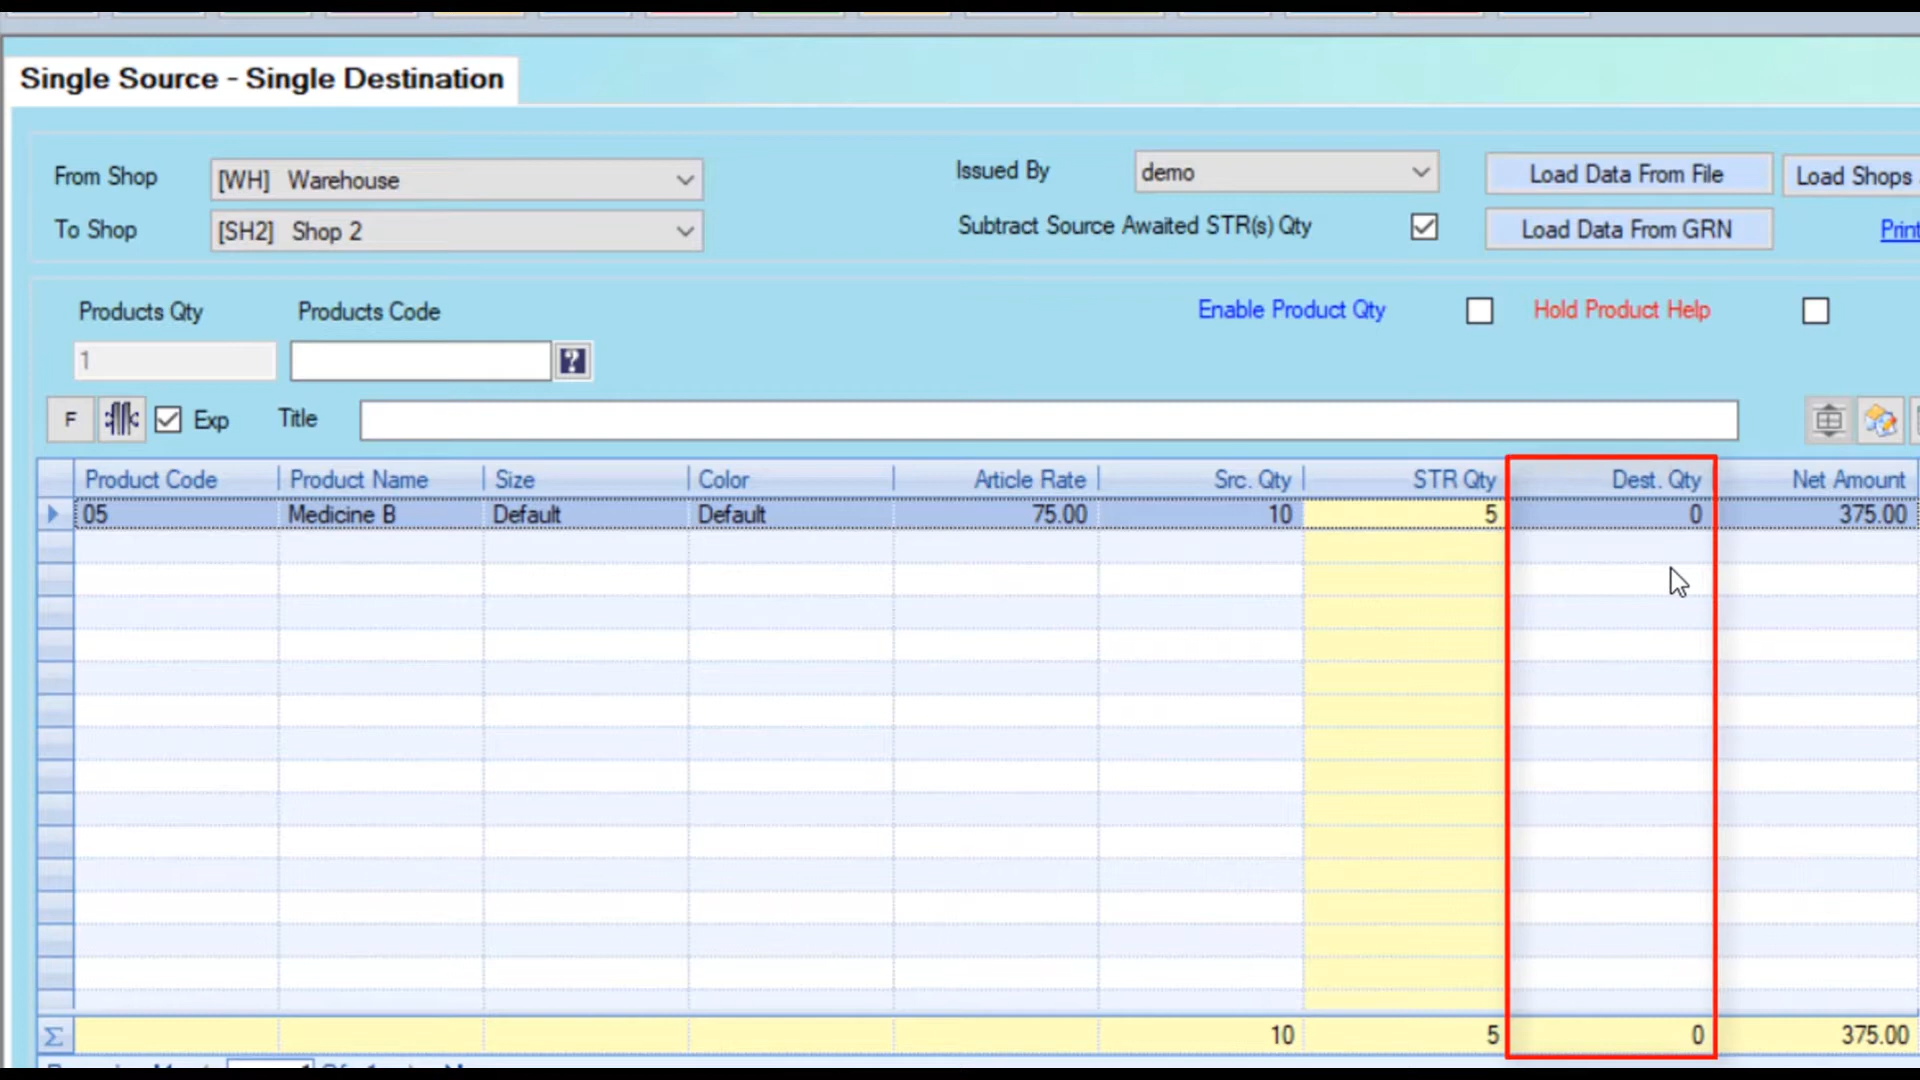 Single Source - Single Destination
From Shop [WH] Warehouse Issued By demo Load Data From File Load Shops
To Shop [SH2] Shop 2 Subtract Source Awaited STR(s) Qty Load Data From GRN Print
Products Qty Products Code Enable Product Qty Hold Product Help
1 ?
F Exp Title
Product Code Product Name Size Color Article Rate Src. Qty STR Qty Dest. Qty Net Amount
05 Medicine B Default Default 75.00 10 5 0 375.00
Σ 10 5 0 375.00